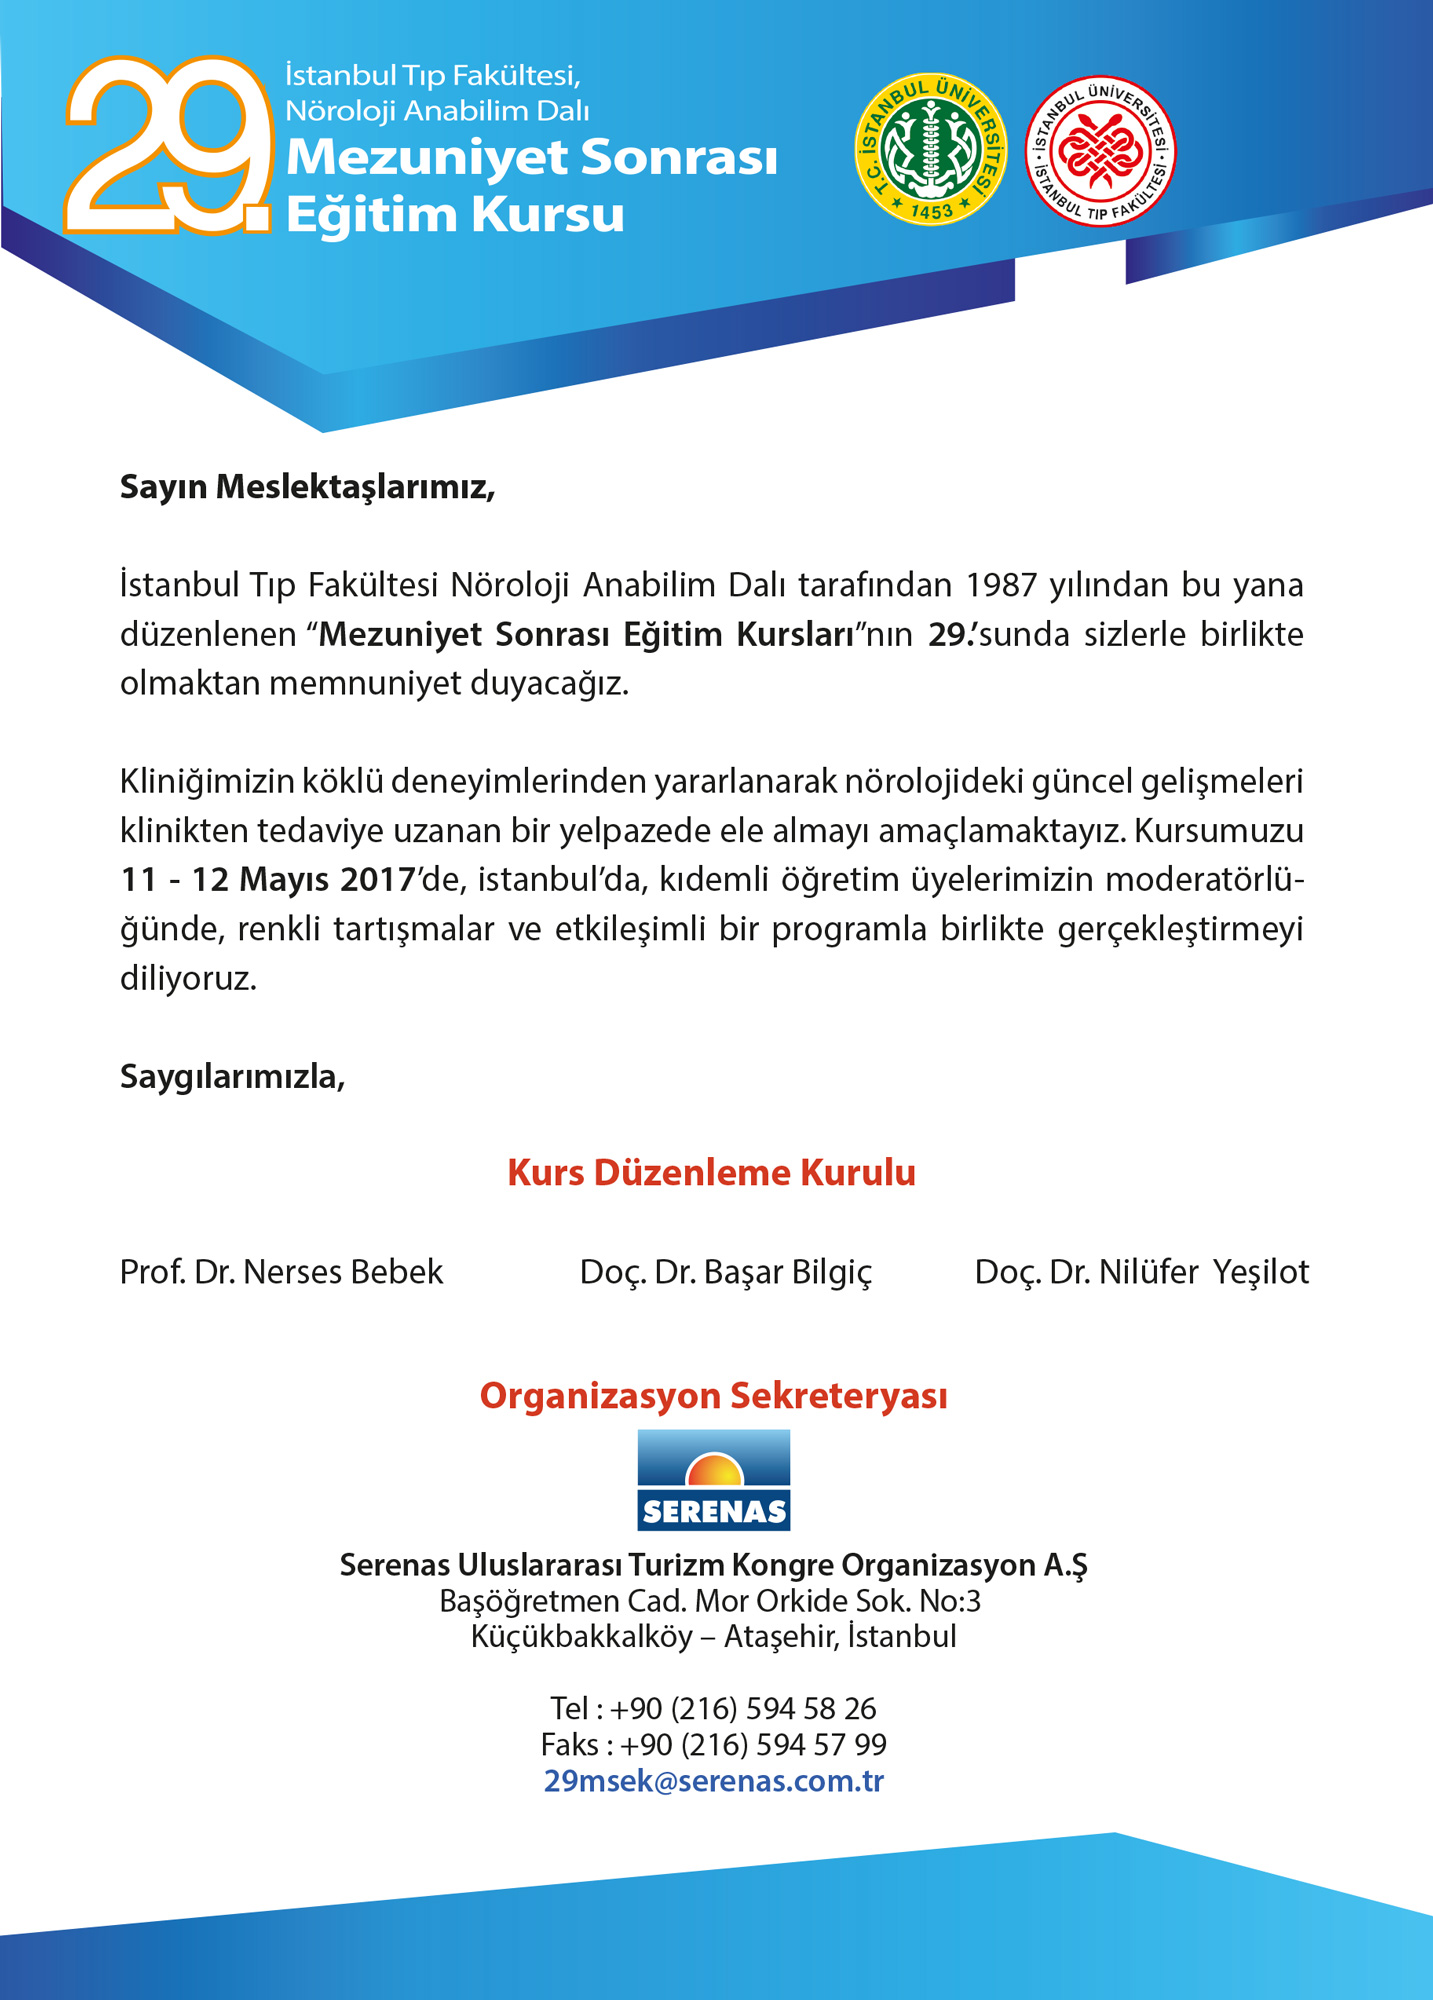 29.
İstanbul Tıp Fakültesi,
Nöroloji Anabilim Dalı
Mezuniyet Sonrası
Eğitim Kursu
T.C. İSTANBUL ÜNİVERSİTESİ
★ 1453 ★
• İSTANBUL ÜNİVERSİTESİ •
İSTANBUL TIP FAKÜLTESİ
Sayın Meslektaşlarımız,
İstanbul Tıp Fakültesi Nöroloji Anabilim Dalı tarafından 1987 yılından bu yana
düzenlenen “Mezuniyet Sonrası Eğitim Kursları”nın 29.’sunda sizlerle birlikte
olmaktan memnuniyet duyacağız.
Kliniğimizin köklü deneyimlerinden yararlanarak nörolojideki güncel gelişmeleri
klinikten tedaviye uzanan bir yelpazede ele almayı amaçlamaktayız. Kursumuzu
11 - 12 Mayıs 2017’de, istanbul’da, kıdemli öğretim üyelerimizin moderatörlü-
ğünde, renkli tartışmalar ve etkileşimli bir programla birlikte gerçekleştirmeyi
diliyoruz.
Saygılarımızla,
Kurs Düzenleme Kurulu
Prof. Dr. Nerses Bebek Doç. Dr. Başar Bilgiç Doç. Dr. Nilüfer Yeşilot
Organizasyon Sekreteryası
SERENAS
Serenas Uluslararası Turizm Kongre Organizasyon A.Ş
Başöğretmen Cad. Mor Orkide Sok. No:3
Küçükbakkalköy – Ataşehir, İstanbul
Tel : +90 (216) 594 58 26
Faks : +90 (216) 594 57 99
29msek@serenas.com.tr